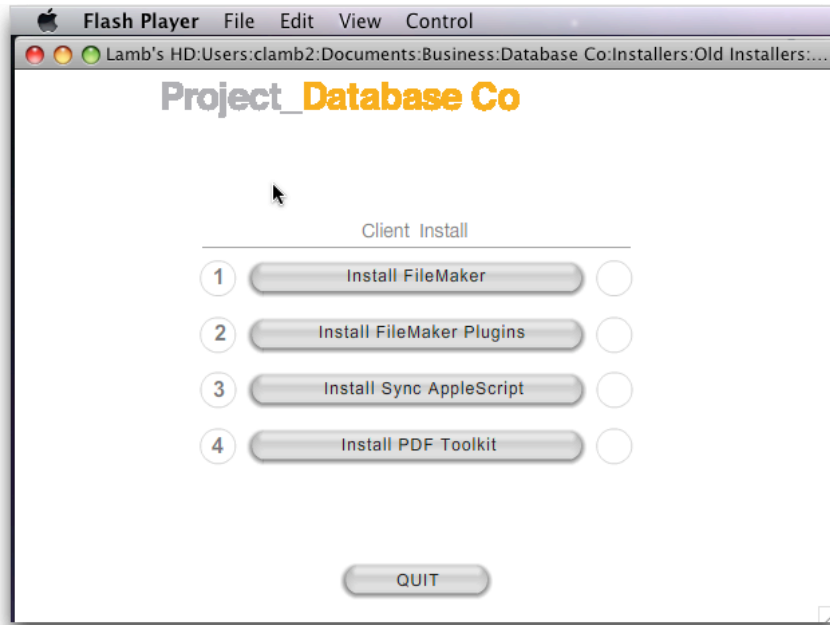 Flash Player File Edit View Control
Lamb's HD:Users:clamb2:Documents:Business:Database Co:Installers:Old Installers:...
Project_Database Co
Client Install
1 Install FileMaker
2 Install FileMaker Plugins
3 Install Sync AppleScript
4 Install PDF Toolkit
QUIT